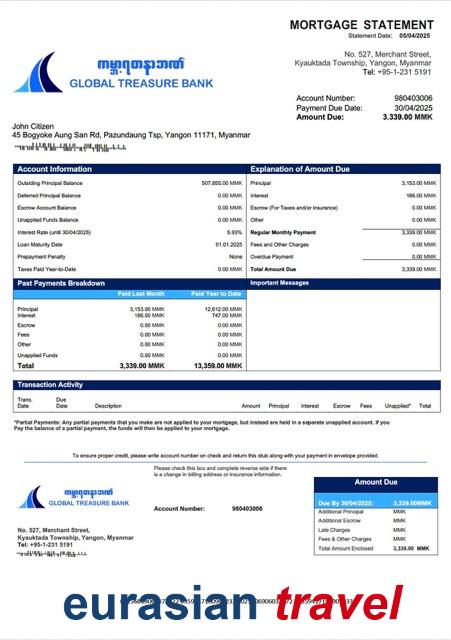 MORTGAGE STATEMENT
Statement Date: 05/04/2025
ကမ္ဘာ့ရတနာဘဏ်
GLOBAL TREASURE BANK
No. 527, Merchant Street,
Kyauktada Township, Yangon, Myanmar
Tel: +95-1-231 5191
Account Number: 980403006
Payment Due Date: 30/04/2025
Amount Due: 3.339.00 MMK
John Citizen
45 Bogyoke Aung San Rd, Pazundaung Tsp, Yangon 11171, Myanmar
Account Information
Outsiding Principal Balance 507,855.00 MMK
Deferred Principal Balance 0.00 MMK
Escrow Account Balance 0.00 MMK
Unapplied Funds Balance 0.00 MMK
Interest Rate (until 30/04/2025) 5.93%
Loan Maturity Date 01.01.2025
Prepayment Penalty None
Taxes Paid Year-to-Date 0.00 MMK
Explanation of Amount Due
Principal 3,153.00 MMK
Interest 186.00 MMK
Escrow (For Taxes and/or insurance) 0.00 MMK
Other 0.00 MMK
Regular Monthly Payment 3,339.00 MMK
Fees and Other Charges 0.00 MMK
Overdue Payment 0.00 MMK
Total Amount Due 3,339.00 MMK
Past Payments Breakdown
Paid Last Month Paid Year to Date
Principal 3,153.00 MMK 12,612.00 MMK
Interest 186.00 MMK 747.00 MMK
Escrow 0.00 MMK 0.00 MMK
Fees 0.00 MMK 0.00 MMK
Other 0.00 MMK 0.00 MMK
Unapplied Funds 0.00 MMK 0.00 MMK
Total 3,339.00 MMK 13,359.00 MMK
Important Messages
Transaction Activity
Trans. Date Due Date Description Amount Principal Interest Escrow Fees Unapplied* Total
*Partial Payments: Any partial payments that you make are not applied to your mortgage, but instead are held in a separate unapplied account. If you
Pay the balance of a partial payment, the funds will then be applied to your mortgage.
To ensure proper credit, please write account number on check and return this stub along with your payment in envelope provided.
Please check this box and complete reverse side if there
is a change in billing address or insurance information.
ကမ္ဘာ့ရတနာဘဏ်
GLOBAL TREASURE BANK
Account Number: 980403006
No. 527, Merchant Street,
Kyauktada Township, Yangon, Myanmar
Tel: +95-1-231 5191
Amount Due
Due By 30/04/2025: 3,339.00MMK
Additional Principal MMK
Additional Escrow MMK
Late Charges MMK
Fees & Other Charges MMK
Total Amount Enclosed 3,339.00 MMK
eurasian travel